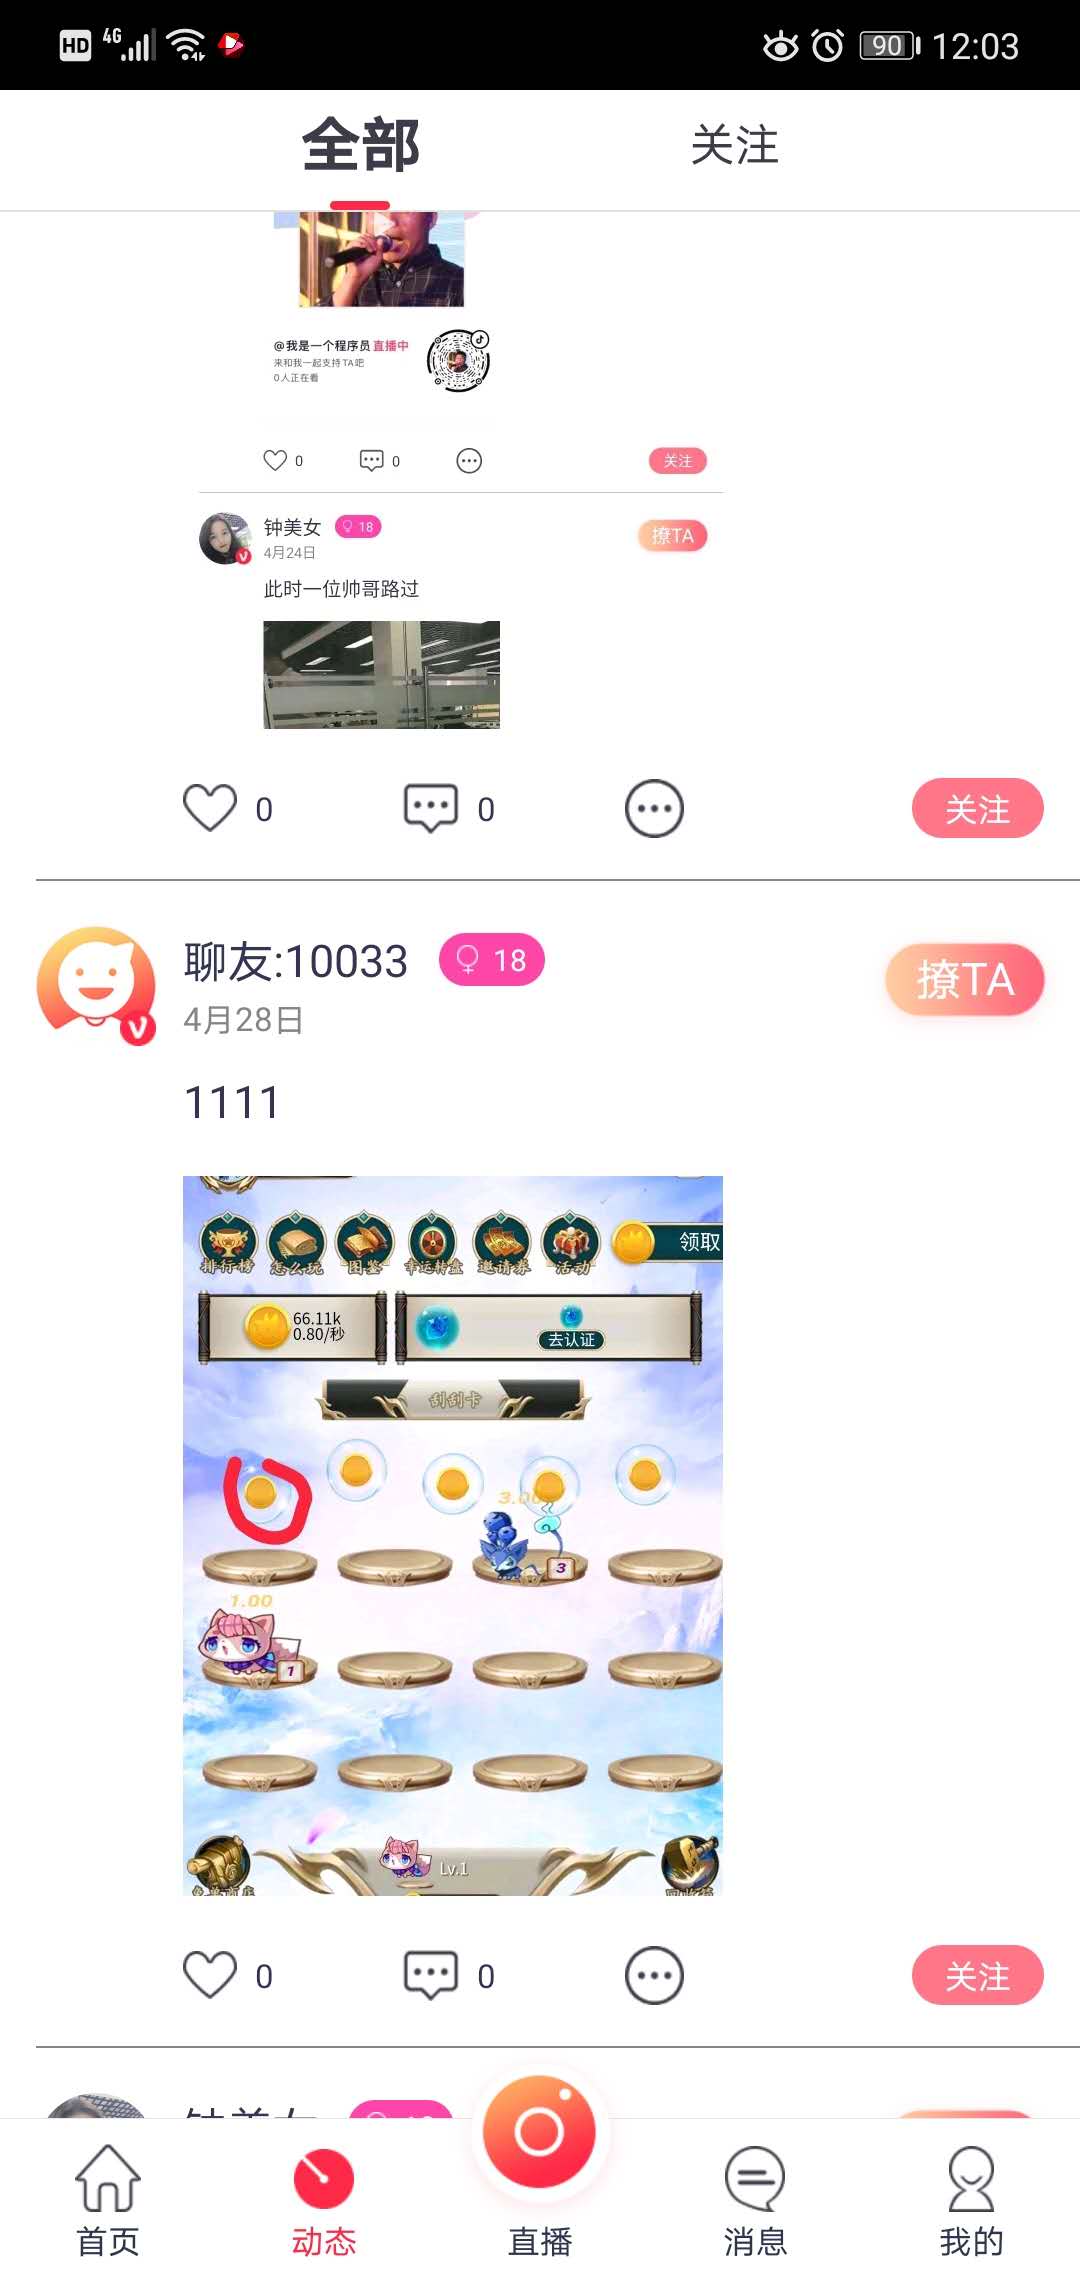 HD 4G 90 12:03
全部 关注
@我是一个程序员 直播中
来和我一起支持TA吧
0人正在看
0 0 关注
钟美女 18 撩TA
4月24日
此时一位帅哥路过
0 0 关注
聊友:10033 18 撩TA
4月28日
1111
排行榜 怎么玩 图鉴 幸运转盘 邀请券 活动 领取
66.11k
0.80/秒
去认证
刮刮卡
3.00
3
1.00
1
Lv.1
0 0 关注
钟美女 18
首页 动态 直播 消息 我的